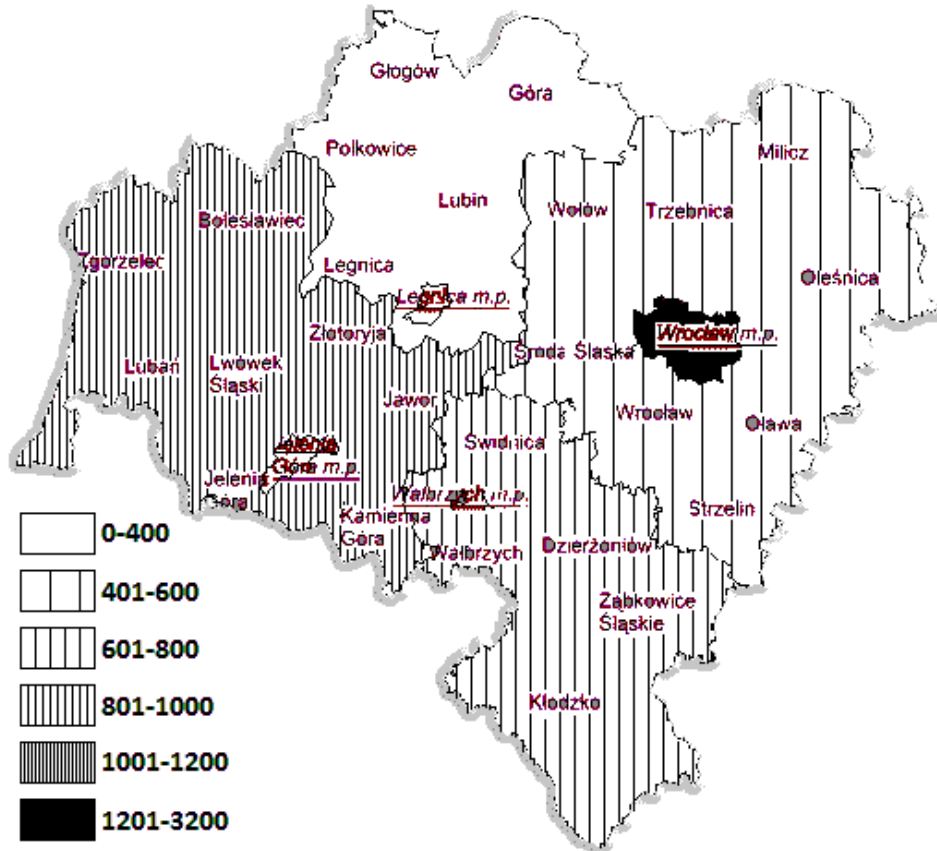 Głogów
Góra
Polkowice
Milicz
Lubin
Wołów
Trzebnica
Bolesławiec
Zgorzelec
Legnica
Oleśnica
Legnica m.p.
Złotoryja
Wrocław m.p.
Środa Śląska
Lubań
Lwówek
Śląski
Jawor
Wrocław
Oława
Świdnica
Jelenia
Góra m.p.
Jelenia
Góra
Wałbrzych m.p.
Strzelin
Kamienna
Góra
Wałbrzych
Dzierżoniów
Ząbkowice
Śląskie
Kłodzko
0-400
401-600
601-800
801-1000
1001-1200
1201-3200